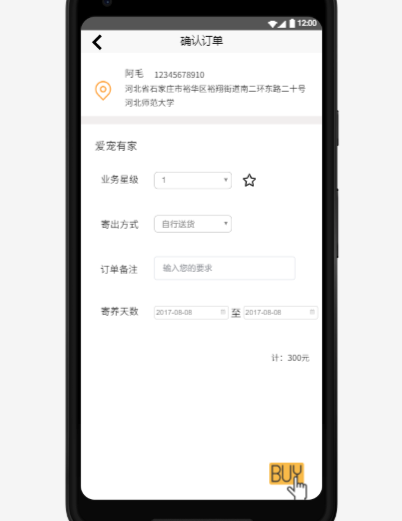 12:00
确认订单
阿毛 12345678910
河北省石家庄市裕华区裕翔街道南二环东路二十号
河北师范大学
爱宠有家
业务星级 1
寄出方式 自行送货
订单备注 输入您的要求
寄养天数 2017-08-08 至 2017-08-08
计：300元
BUY